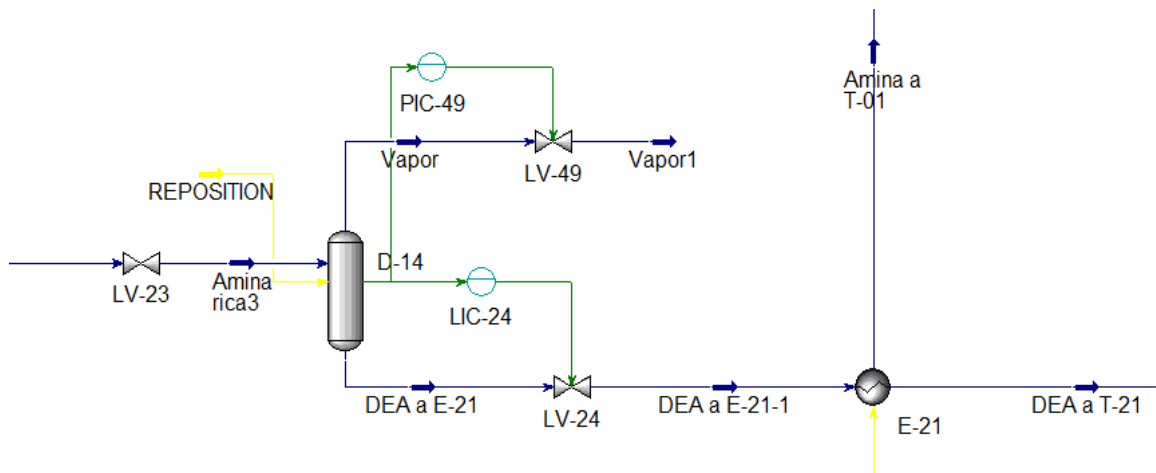 Amina a
T-01
PIC-49
Vapor
LV-49
Vapor1
REPOSITION
D-14
LV-23
Amina
rica3
LIC-24
DEA a E-21
LV-24
DEA a E-21-1
E-21
DEA a T-21